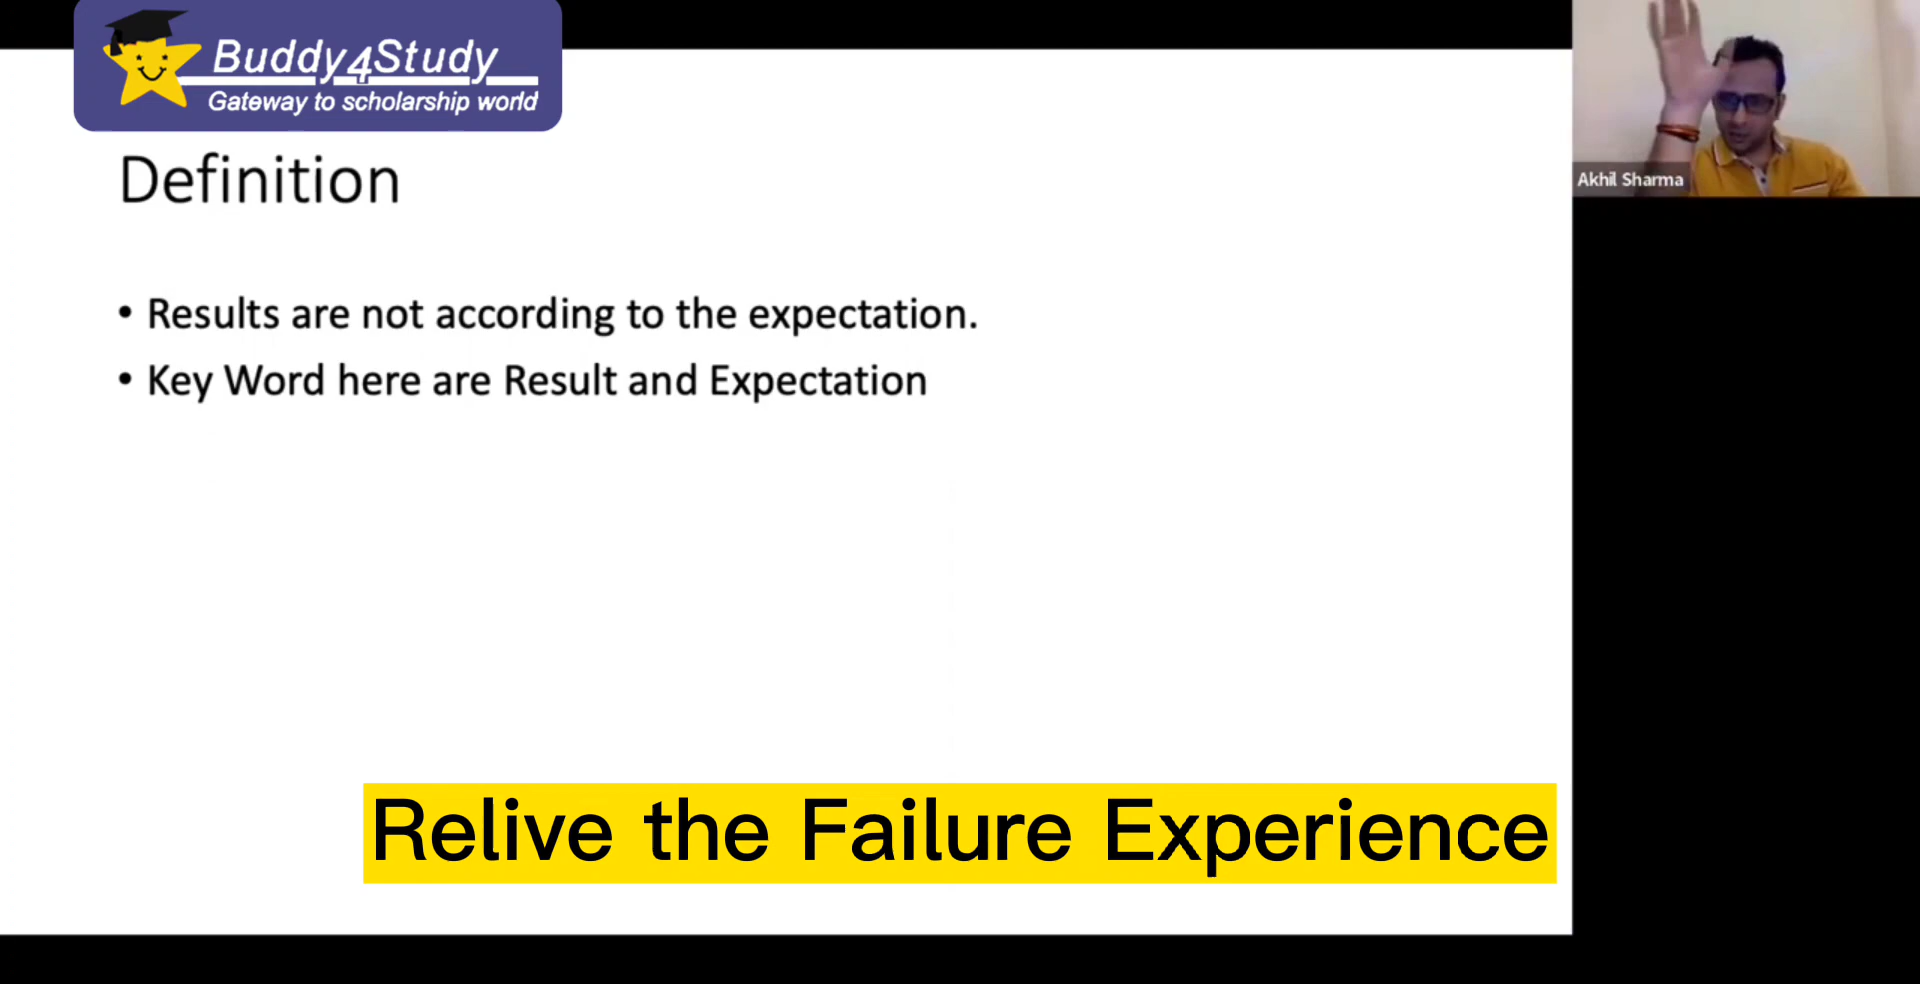 Buddy4Study
Gateway to scholarship world
Akhil Sharma
Definition
• Results are not according to the expectation.
• Key Word here are Result and Expectation
Relive the Failure Experience